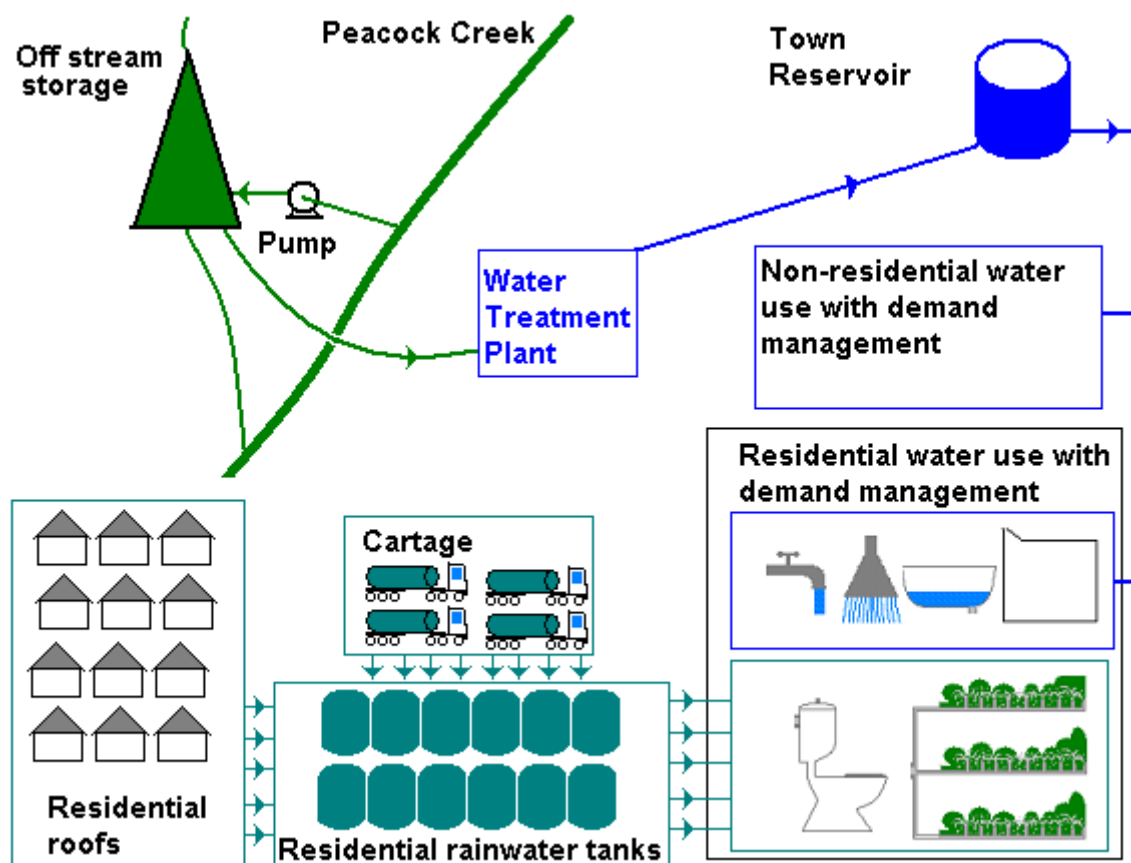 Peacock Creek
Off stream
storage
Town
Reservoir
Pump
Water
Treatment
Plant
Non-residential water
use with demand
management
Residential water use with
demand management
Cartage
Residential
roofs
Residential rainwater tanks